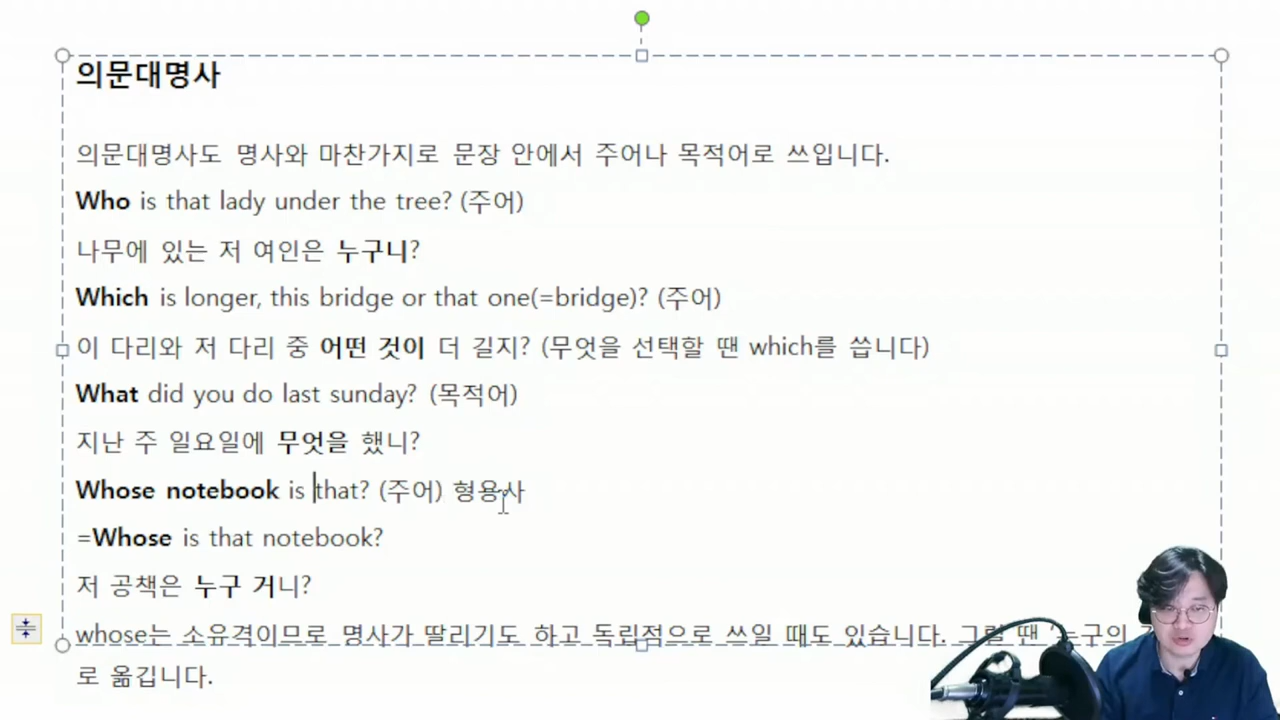 의문대명사
의문대명사도 명사와 마찬가지로 문장 안에서 주어나 목적어로 쓰입니다.
Who is that lady under the tree? (주어)
나무에 있는 저 여인은 누구니?
Which is longer, this bridge or that one(=bridge)? (주어)
이 다리와 저 다리 중 어떤 것이 더 길지? (무엇을 선택할 땐 which를 씁니다)
What did you do last sunday? (목적어)
지난 주 일요일에 무엇을 했니?
Whose notebook is that? (주어) 형용사
=Whose is that notebook?
저 공책은 누구 거니?
whose는 소유격이므로 명사가 딸리기도 하고 독립적으로 쓰일 때도 있습니다. 그럴 땐 '누구의
로 옮깁니다.